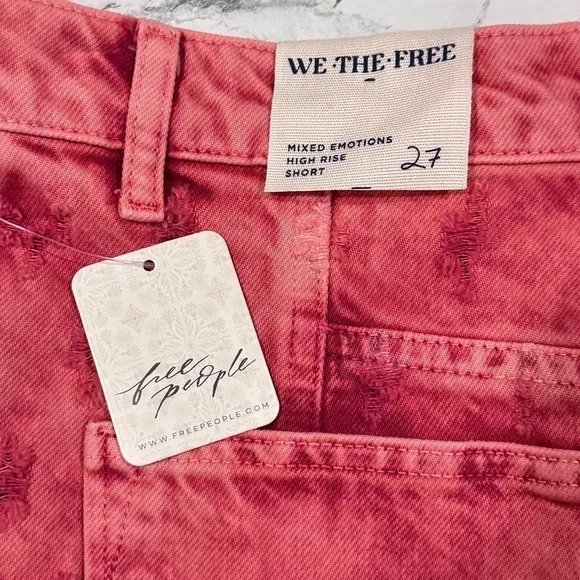 WE·THE·FREE
MIXED EMOTIONS
HIGH RISE
SHORT 27
free
people
WWW.FREEPEOPLE.COM